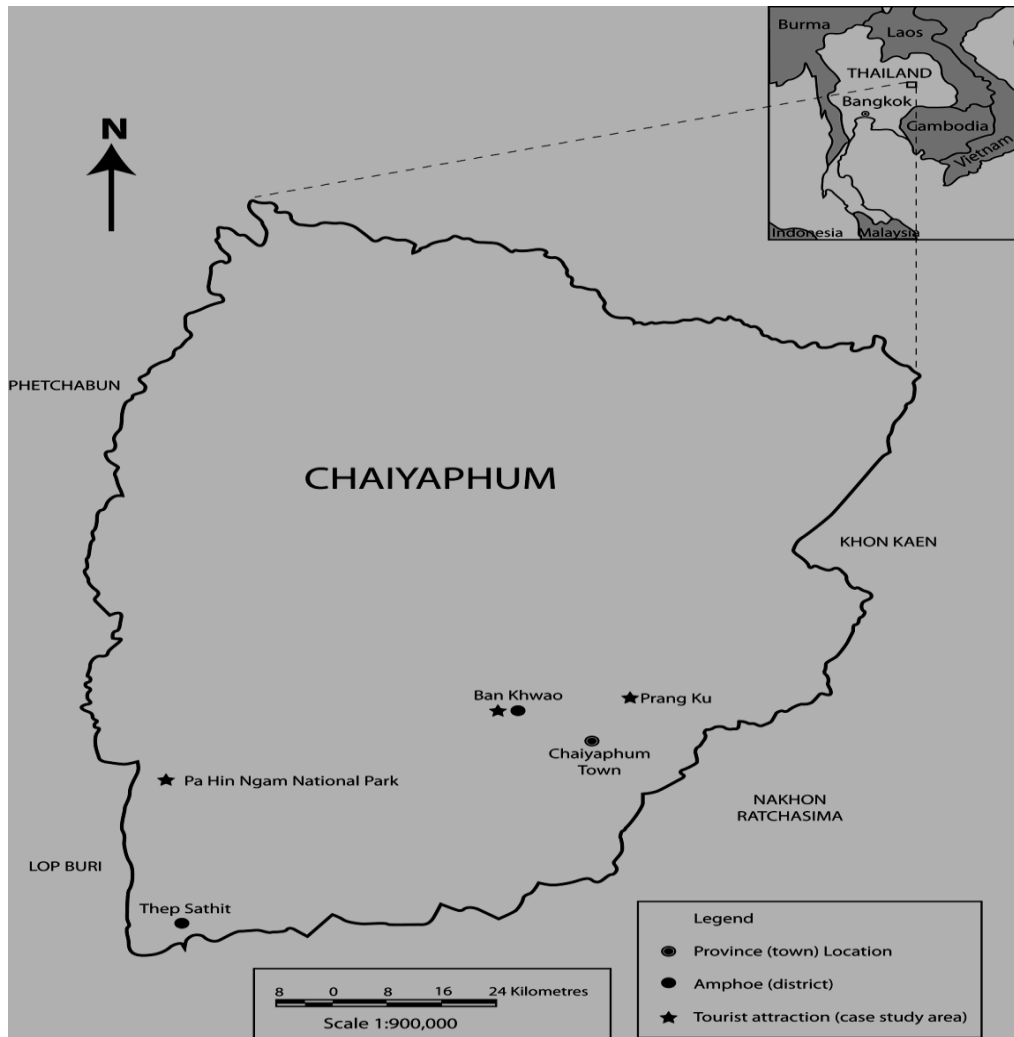 Burma
Laos
THAILAND
Bangkok
Cambodia
Vietnam
Indonesia
Malaysia
N
PHETCHABUN
CHAIYAPHUM
KHON KAEN
Ban Khwao
Prang Ku
Chaiyaphum
Town
Pa Hin Ngam National Park
NAKHON
RATCHASIMA
LOP BURI
Thep Sathit
Legend
Province (town) Location
Amphoe (district)
Tourist attraction (case study area)
8 0 8 16 24 Kilometres
Scale 1:900,000